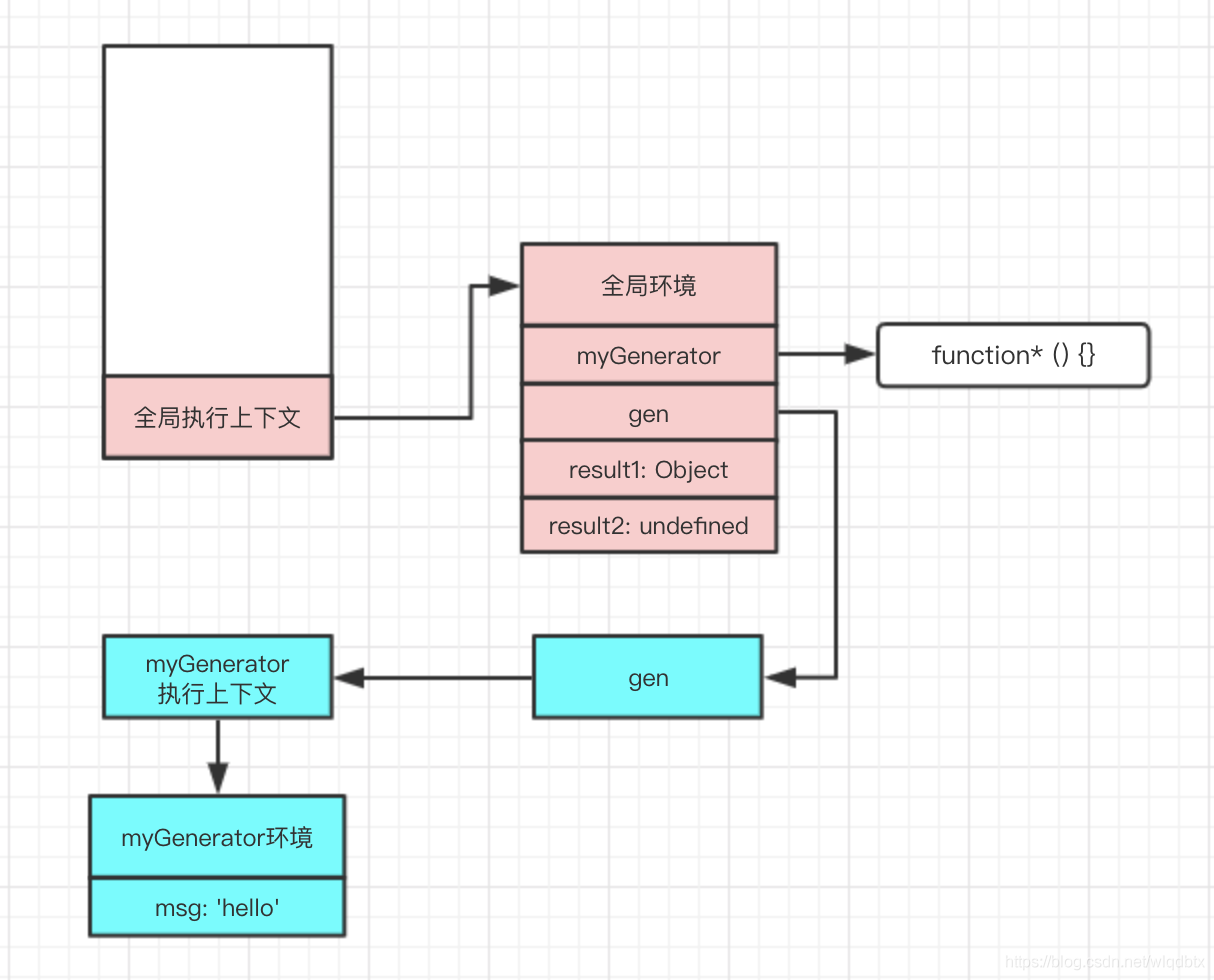 全局环境
myGenerator
function* () {}
gen
全局执行上下文
result1: Object
result2: undefined
myGenerator
执行上下文
gen
myGenerator环境
msg: 'hello'
https://blog.csdn.net/wlqdbtx